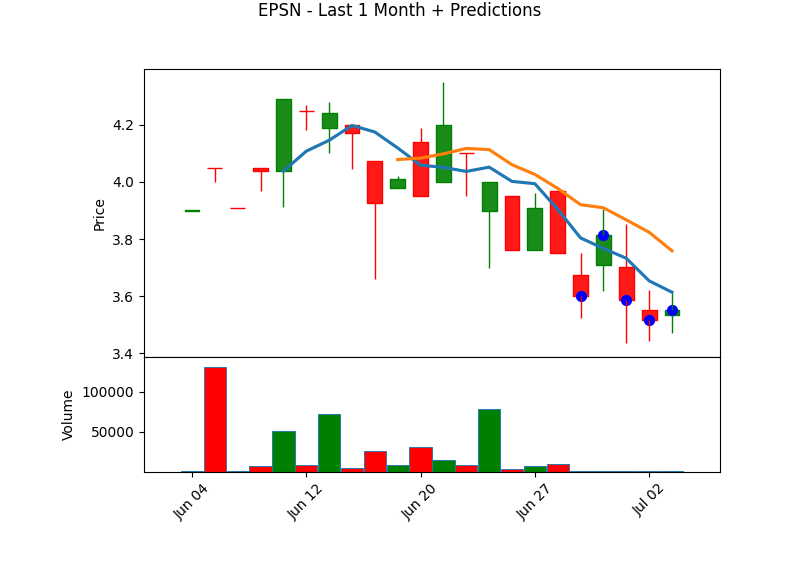 EPSN - Last 1 Month + Predictions
4.2
4.0
3.8
3.6
3.4
Price
100000
50000
Volume
Jun 04
Jun 12
Jun 20
Jun 27
Jul 02